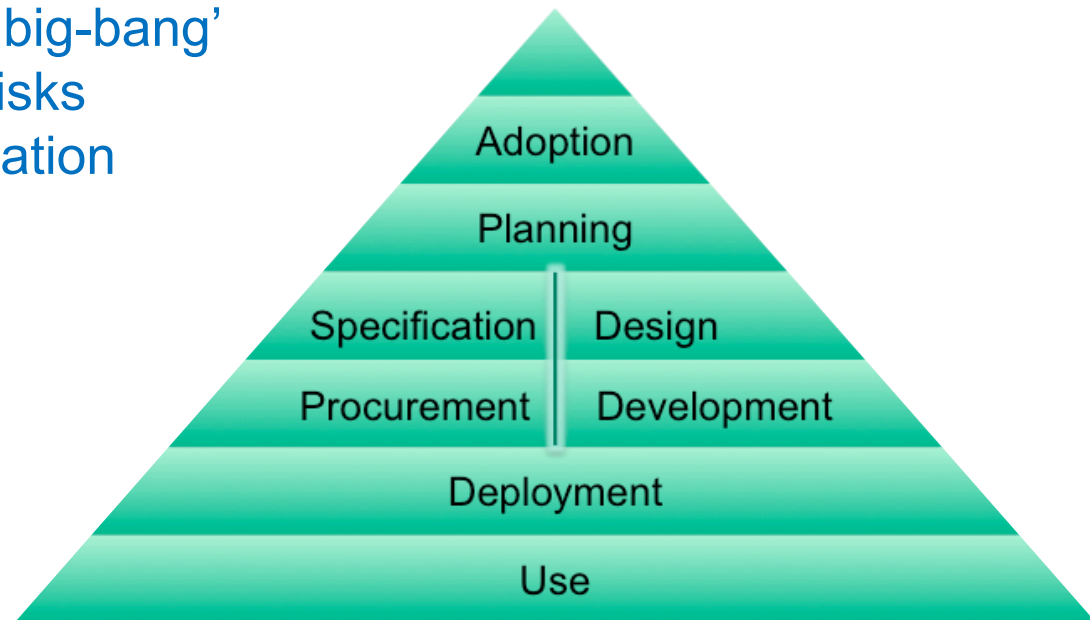 big-bang’
isks
ation
Adoption
Planning
Specification Design
Procurement Development
Deployment
Use